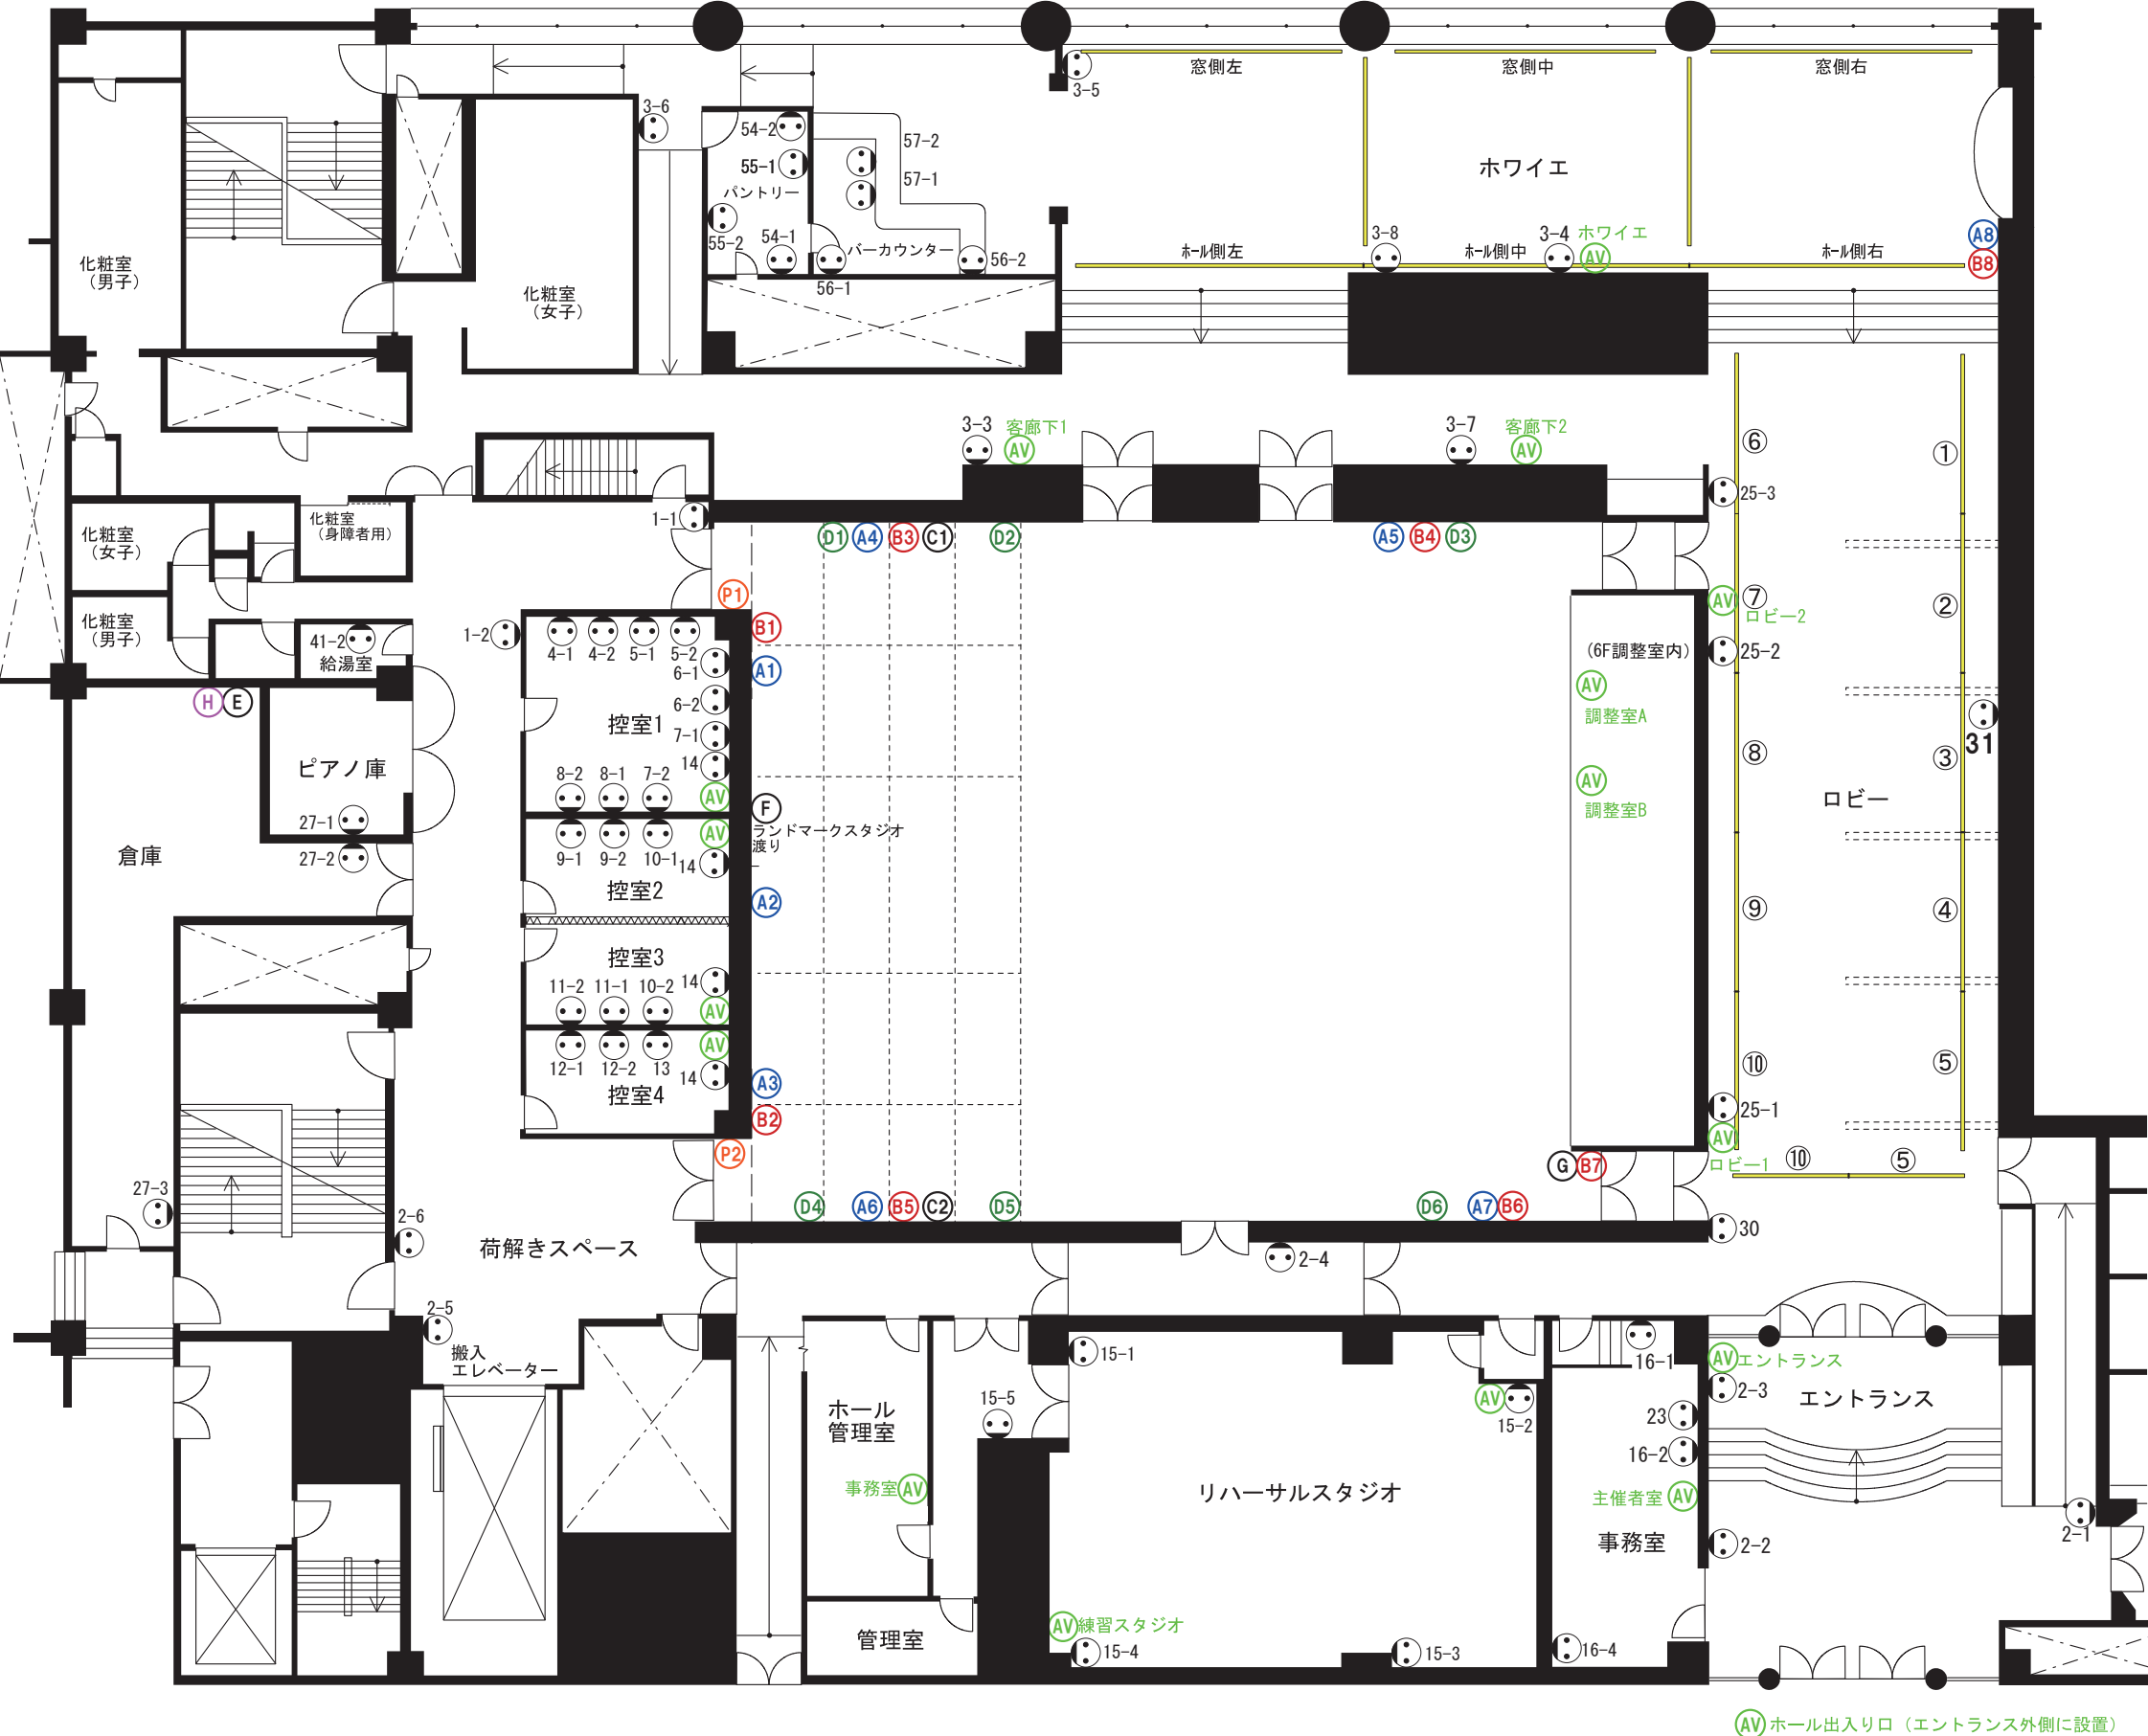 窓側左
窓側中
窓側右
3-5
3-6
54-2
57-2
55-1
57-1
パントリー
ホワイエ
55-2
54-1
バーカウンター
56-2
56-1
3-8
3-4
ホワイエ
AV
A8
B8
ホール側左
ホール側中
ホール側右
化粧室
（男子）
化粧室
（女子）
3-3
客廊下1
AV
3-7
客廊下2
AV
⑥
①
25-3
化粧室
（女子）
化粧室
（身障者用）
1-1
D1
A4
B3
C1
D2
A5
B4
D3
P1
AV
⑦
ロビー2
②
化粧室
（男子）
41-2
給湯室
1-2
4-1
4-2
5-1
5-2
6-1
B1
A1
（6F調整室内）
25-2
AV
調整室A
H
E
6-2
控室1
7-1
31
ピアノ庫
14
8-2
8-1
7-2
AV
AV
調整室B
⑧
③
ロビー
27-1
F
ランドマークスタジオ
渡り
倉庫
27-2
9-1
9-2
10-1
AV
14
控室2
A2
⑨
④
控室3
11-2
11-1
10-2
14
AV
12-1
12-2
13
AV
14
控室4
A3
B2
⑩
⑤
25-1
AV
ロビー1
P2
G
B7
⑩
⑤
27-3
2-6
D4
A6
B5
C2
D5
D6
A7
B6
30
荷解きスペース
2-4
2-5
搬入
エレベーター
15-1
16-1
AV
エントランス
2-3
15-5
ホール
管理室
AV
15-2
23
16-2
エントランス
事務室
AV
リハーサルスタジオ
主催者室
AV
2-1
事務室
2-2
AV
練習スタジオ
管理室
15-4
15-3
16-4
AV
ホール出入り口（エントランス外側に設置）